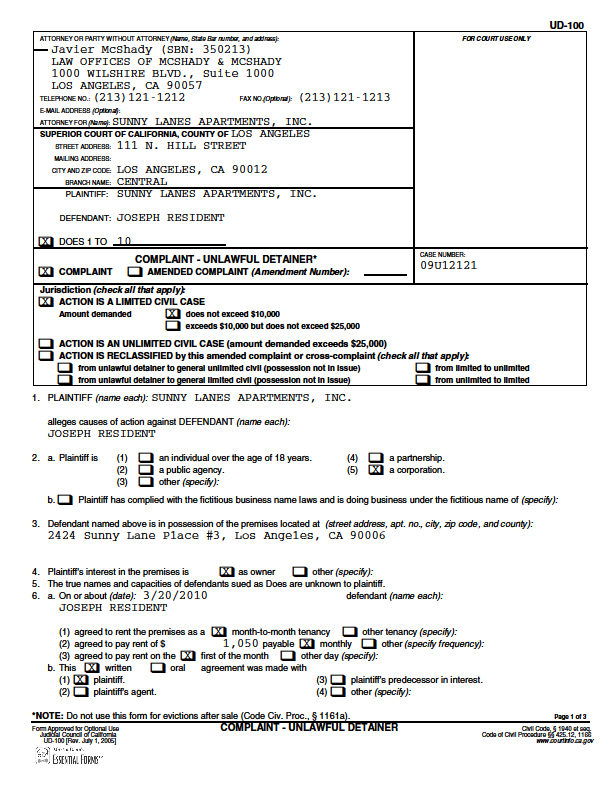 UD-100
ATTORNEY OR PARTY WITHOUT ATTORNEY (Name, State Bar number, and address):
FOR COURT USE ONLY
Javier McShady (SBN: 350213)
LAW OFFICES OF MCSHADY & MCSHADY
1000 WILSHIRE BLVD., Suite 1000
LOS ANGELES, CA 90057
TELEPHONE NO.: (213)121-1212 FAX NO.(Optional): (213)121-1213
E-MAIL ADDRESS (Optional):
ATTORNEY FOR (Name): SUNNY LANES APARTMENTS, INC.
SUPERIOR COURT OF CALIFORNIA, COUNTY OF LOS ANGELES
STREET ADDRESS: 111 N. HILL STREET
MAILING ADDRESS:
CITY AND ZIP CODE: LOS ANGELES, CA 90012
BRANCH NAME: CENTRAL
PLAINTIFF: SUNNY LANES APARTMENTS, INC.
DEFENDANT: JOSEPH RESIDENT
X DOES 1 TO 10
COMPLAINT - UNLAWFUL DETAINER*
X COMPLAINT AMENDED COMPLAINT (Amendment Number):
CASE NUMBER:
09U12121
Jurisdiction (check all that apply):
X ACTION IS A LIMITED CIVIL CASE
Amount demanded X does not exceed $10,000
exceeds $10,000 but does not exceed $25,000
ACTION IS AN UNLIMITED CIVIL CASE (amount demanded exceeds $25,000)
ACTION IS RECLASSIFIED by this amended complaint or cross-complaint (check all that apply):
from unlawful detainer to general unlimited civil (possession not in issue) from limited to unlimited
from unlawful detainer to general limited civil (possession not in issue) from unlimited to limited
1. PLAINTIFF (name each): SUNNY LANES APARTMENTS, INC.
alleges causes of action against DEFENDANT (name each):
JOSEPH RESIDENT
2. a. Plaintiff is (1) an individual over the age of 18 years. (4) a partnership.
(2) a public agency. (5) X a corporation.
(3) other (specify):
b. Plaintiff has complied with the fictitious business name laws and is doing business under the fictitious name of (specify):
3. Defendant named above is in possession of the premises located at (street address, apt. no., city, zip code, and county):
2424 Sunny Lane Place #3, Los Angeles, CA 90006
4. Plaintiff's interest in the premises is X as owner other (specify):
5. The true names and capacities of defendants sued as Does are unknown to plaintiff.
6. a. On or about (date): 3/20/2010 defendant (name each):
JOSEPH RESIDENT
(1) agreed to rent the premises as a X month-to-month tenancy other tenancy (specify):
(2) agreed to pay rent of $ 1,050 payable X monthly other (specify frequency):
(3) agreed to pay rent on the X first of the month other day (specify):
b. This X written oral agreement was made with
(1) X plaintiff. (3) plaintiff's predecessor in interest.
(2) plaintiff's agent. (4) other (specify):
*NOTE: Do not use this form for evictions after sale (Code Civ. Proc., § 1161a).
Page 1 of 3
Form Approved for Optional Use
Judicial Council of California
UD-100 [Rev. July 1, 2005]
COMPLAINT - UNLAWFUL DETAINER
Civil Code, § 1940 et seq.
Code of Civil Procedure §§ 425.12, 1166
www.courtinfo.ca.gov
ESSENTIAL FORMS